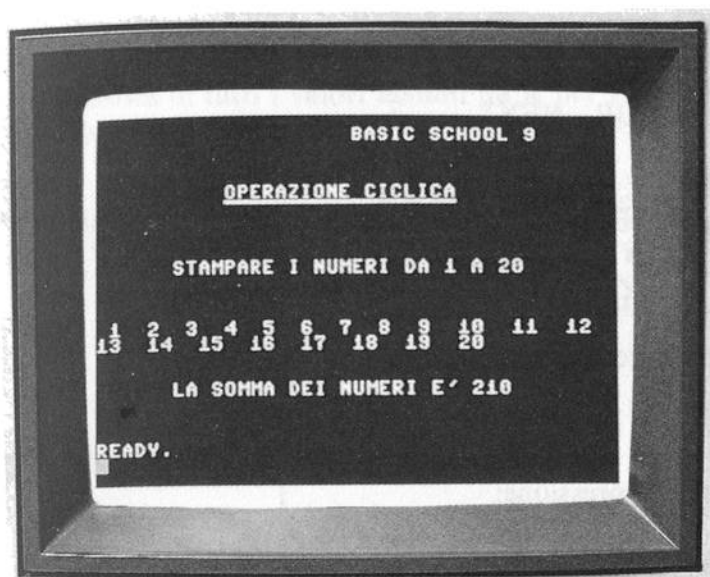 BASIC SCHOOL 9
OPERAZIONE CICLICA
STAMPARE I NUMERI DA 1 A 20
1 2 3 4 5 6 7 8 9 10 11 12
13 14 15 16 17 18 19 20
LA SOMMA DEI NUMERI E' 210
READY.